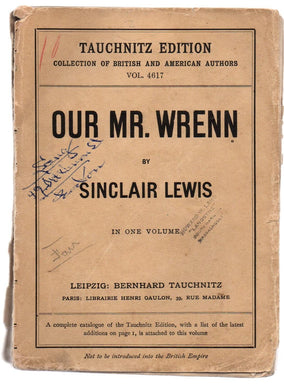 TAUCHNITZ EDITION
COLLECTION OF BRITISH AND AMERICAN AUTHORS
VOL. 4617
OUR MR. WRENN
BY
SINCLAIR LEWIS
IN ONE VOLUME
LEIPZIG: BERNHARD TAUCHNITZ
PARIS: LIBRAIRIE HENRI GAULON, 39, RUE MADAME
A complete catalogue of the Tauchnitz Edition, with a list of the latest
additions on page 1, is attached to this volume
Not to be introduced into the British Empire